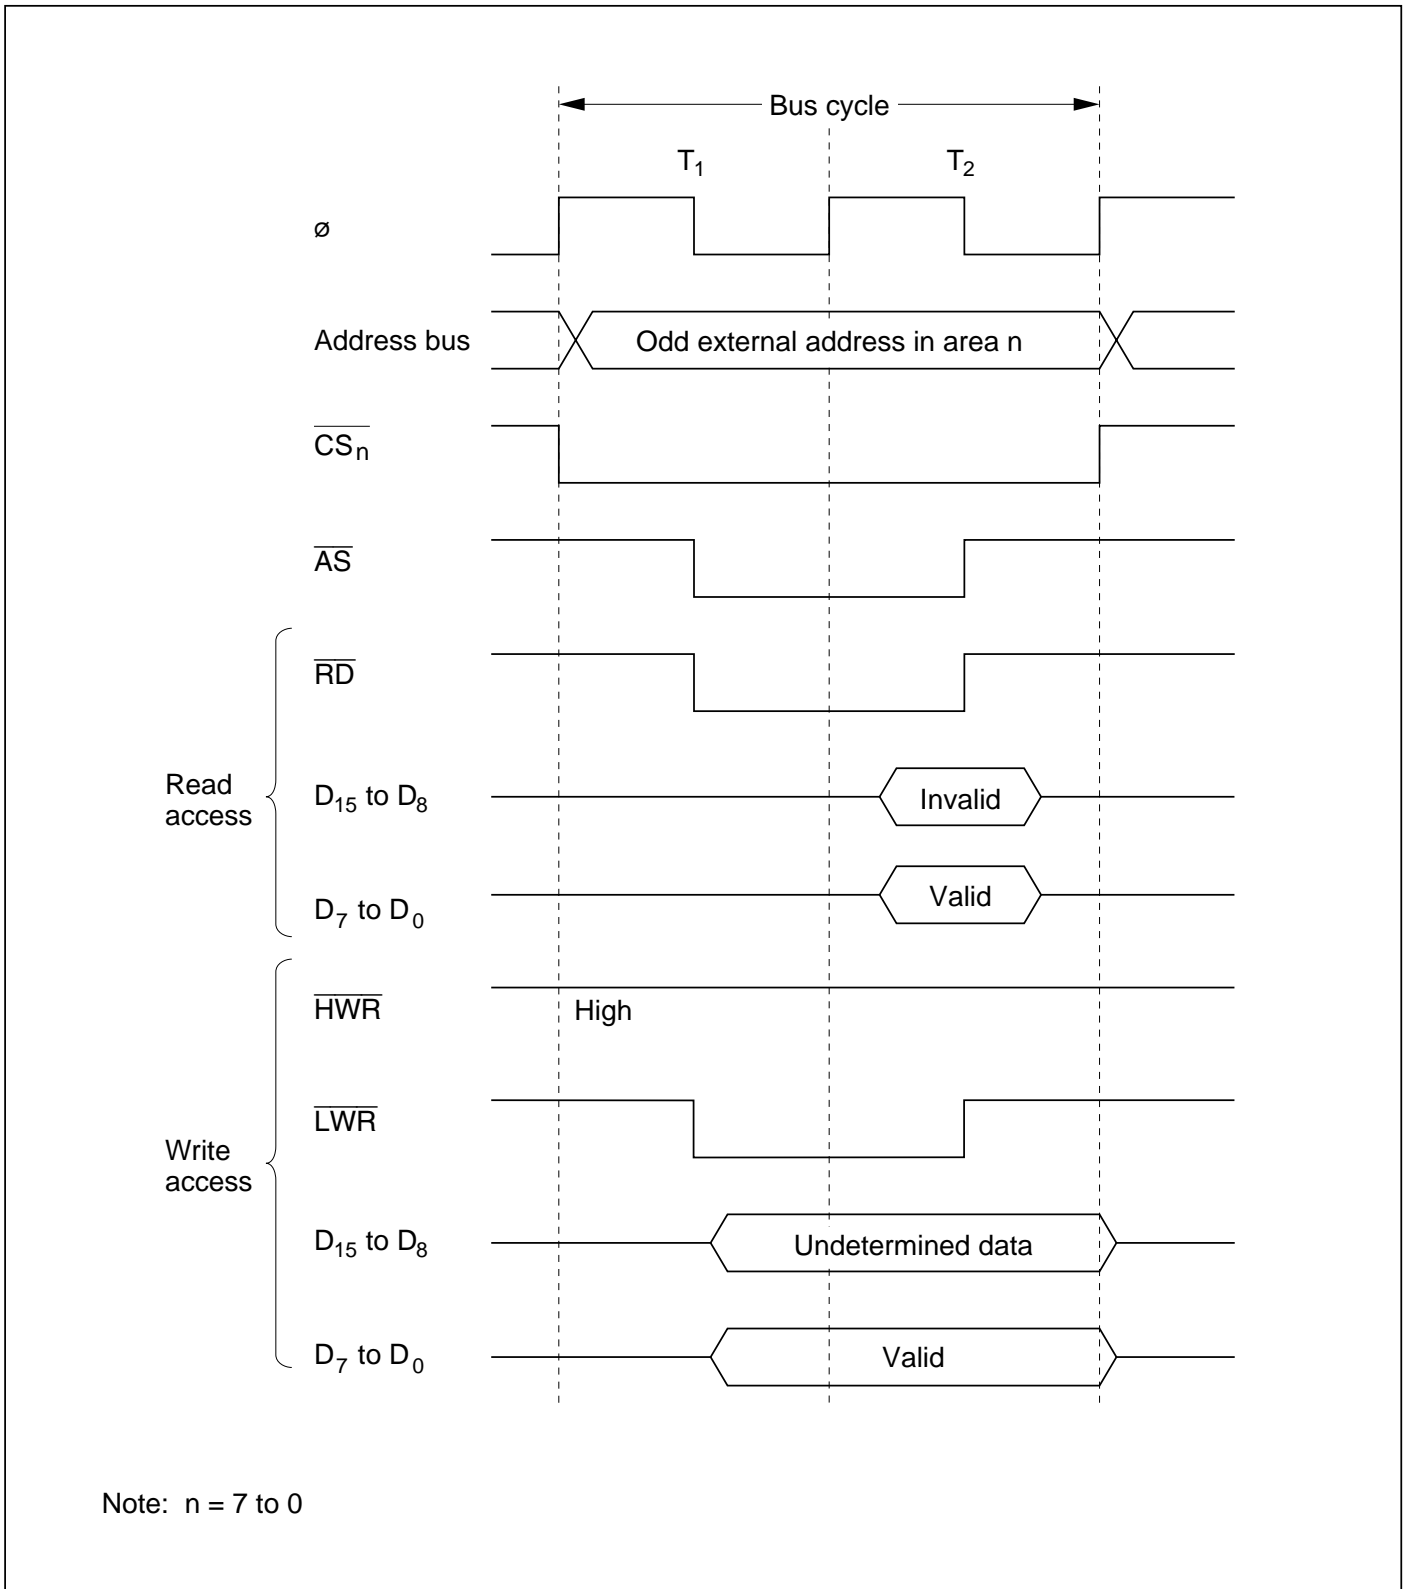 Bus cycle
T1
T2
ø
Address bus
Odd external address in area n
CSn
AS
RD
Read
access
D15 to D8
Invalid
D7 to D0
Valid
HWR
High
LWR
Write
access
D15 to D8
Undetermined data
D7 to D0
Valid
Note: n = 7 to 0